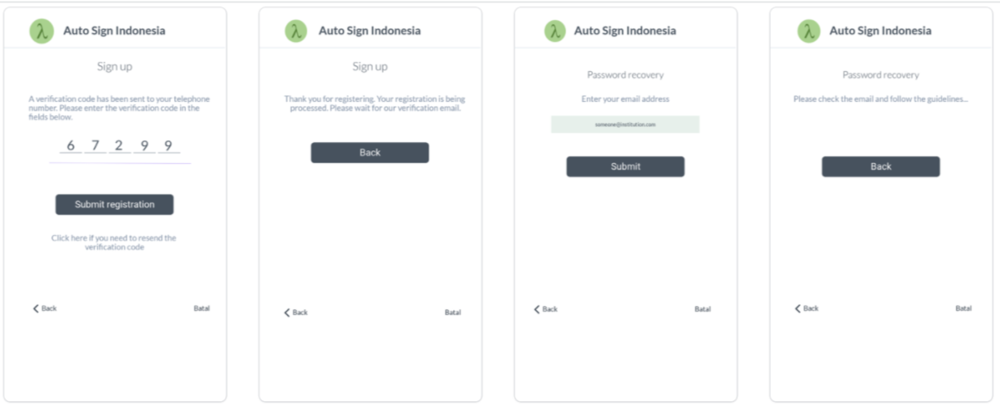 λ Auto Sign Indonesia
Sign up
A verification code has been sent to your telephone
number. Please enter the verification code in the
fields below.
6 7 2 9 9
Submit registration
Click here if you need to resend the
verification code
Back
Batal
λ Auto Sign Indonesia
Sign up
Thank you for registering. Your registration is being
processed. Please wait for our verification email.
Back
Back
Batal
λ Auto Sign Indonesia
Password recovery
Enter your email address
someone@institution.com
Submit
Back
Batal
λ Auto Sign Indonesia
Password recovery
Please check the email and follow the guidelines...
Back
Back
Batal